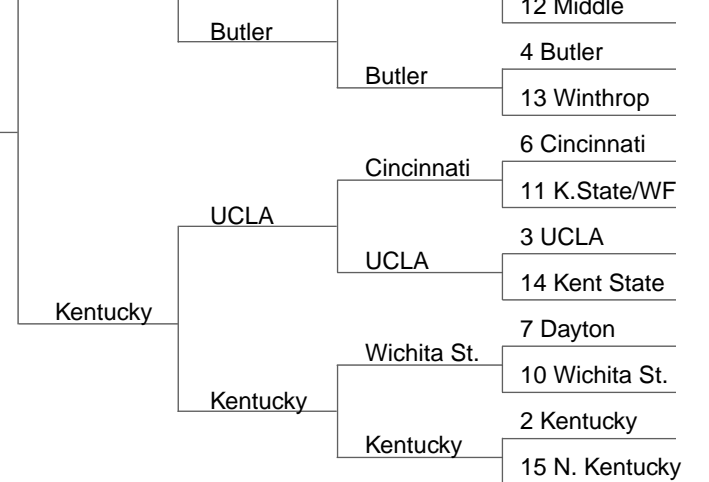 12 Middle
Butler
4 Butler
Butler
13 Winthrop
6 Cincinnati
Cincinnati
11 K.State/WF
UCLA
3 UCLA
UCLA
14 Kent State
Kentucky
7 Dayton
Wichita St.
10 Wichita St.
Kentucky
2 Kentucky
Kentucky
15 N. Kentucky